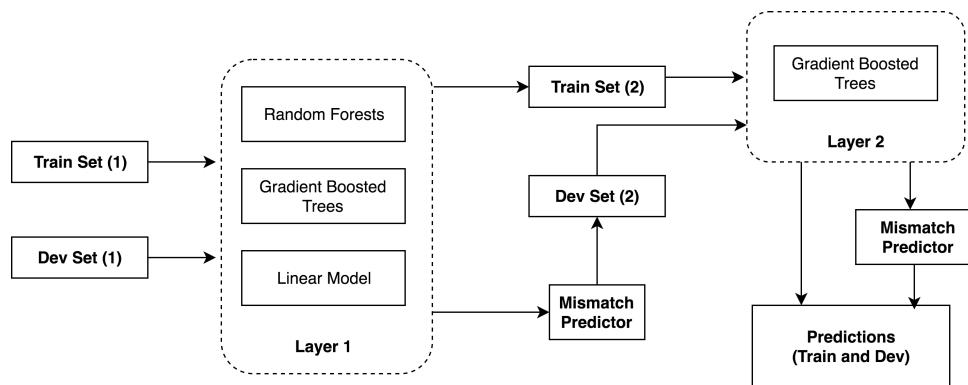 Train Set (1)
Dev Set (1)
Random Forests
Gradient Boosted
Trees
Linear Model
Layer 1
Train Set (2)
Dev Set (2)
Mismatch
Predictor
Gradient Boosted
Trees
Layer 2
Mismatch
Predictor
Predictions
(Train and Dev)